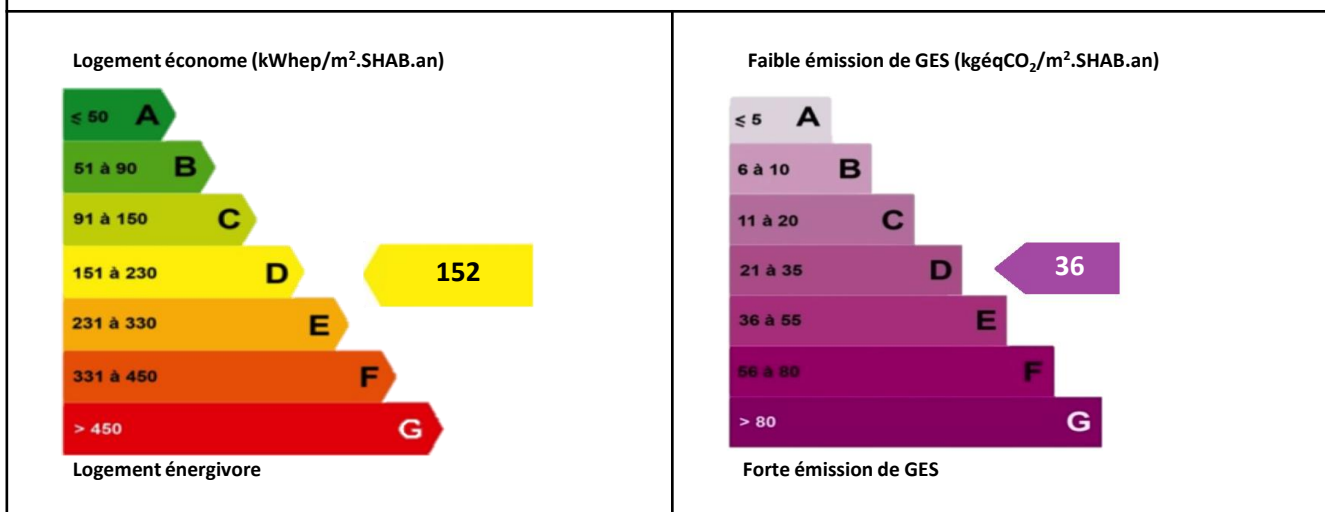 Logement économe (kWhep/m².SHAB.an)
≤ 50 A
51 à 90 B
91 à 150 C
151 à 230 D
152
231 à 330 E
331 à 450 F
> 450 G
Logement énergivore
Faible émission de GES (kgéqCO₂/m².SHAB.an)
≤ 5 A
6 à 10 B
11 à 20 C
21 à 35 D
36
36 à 55 E
56 à 80 F
> 80 G
Forte émission de GES